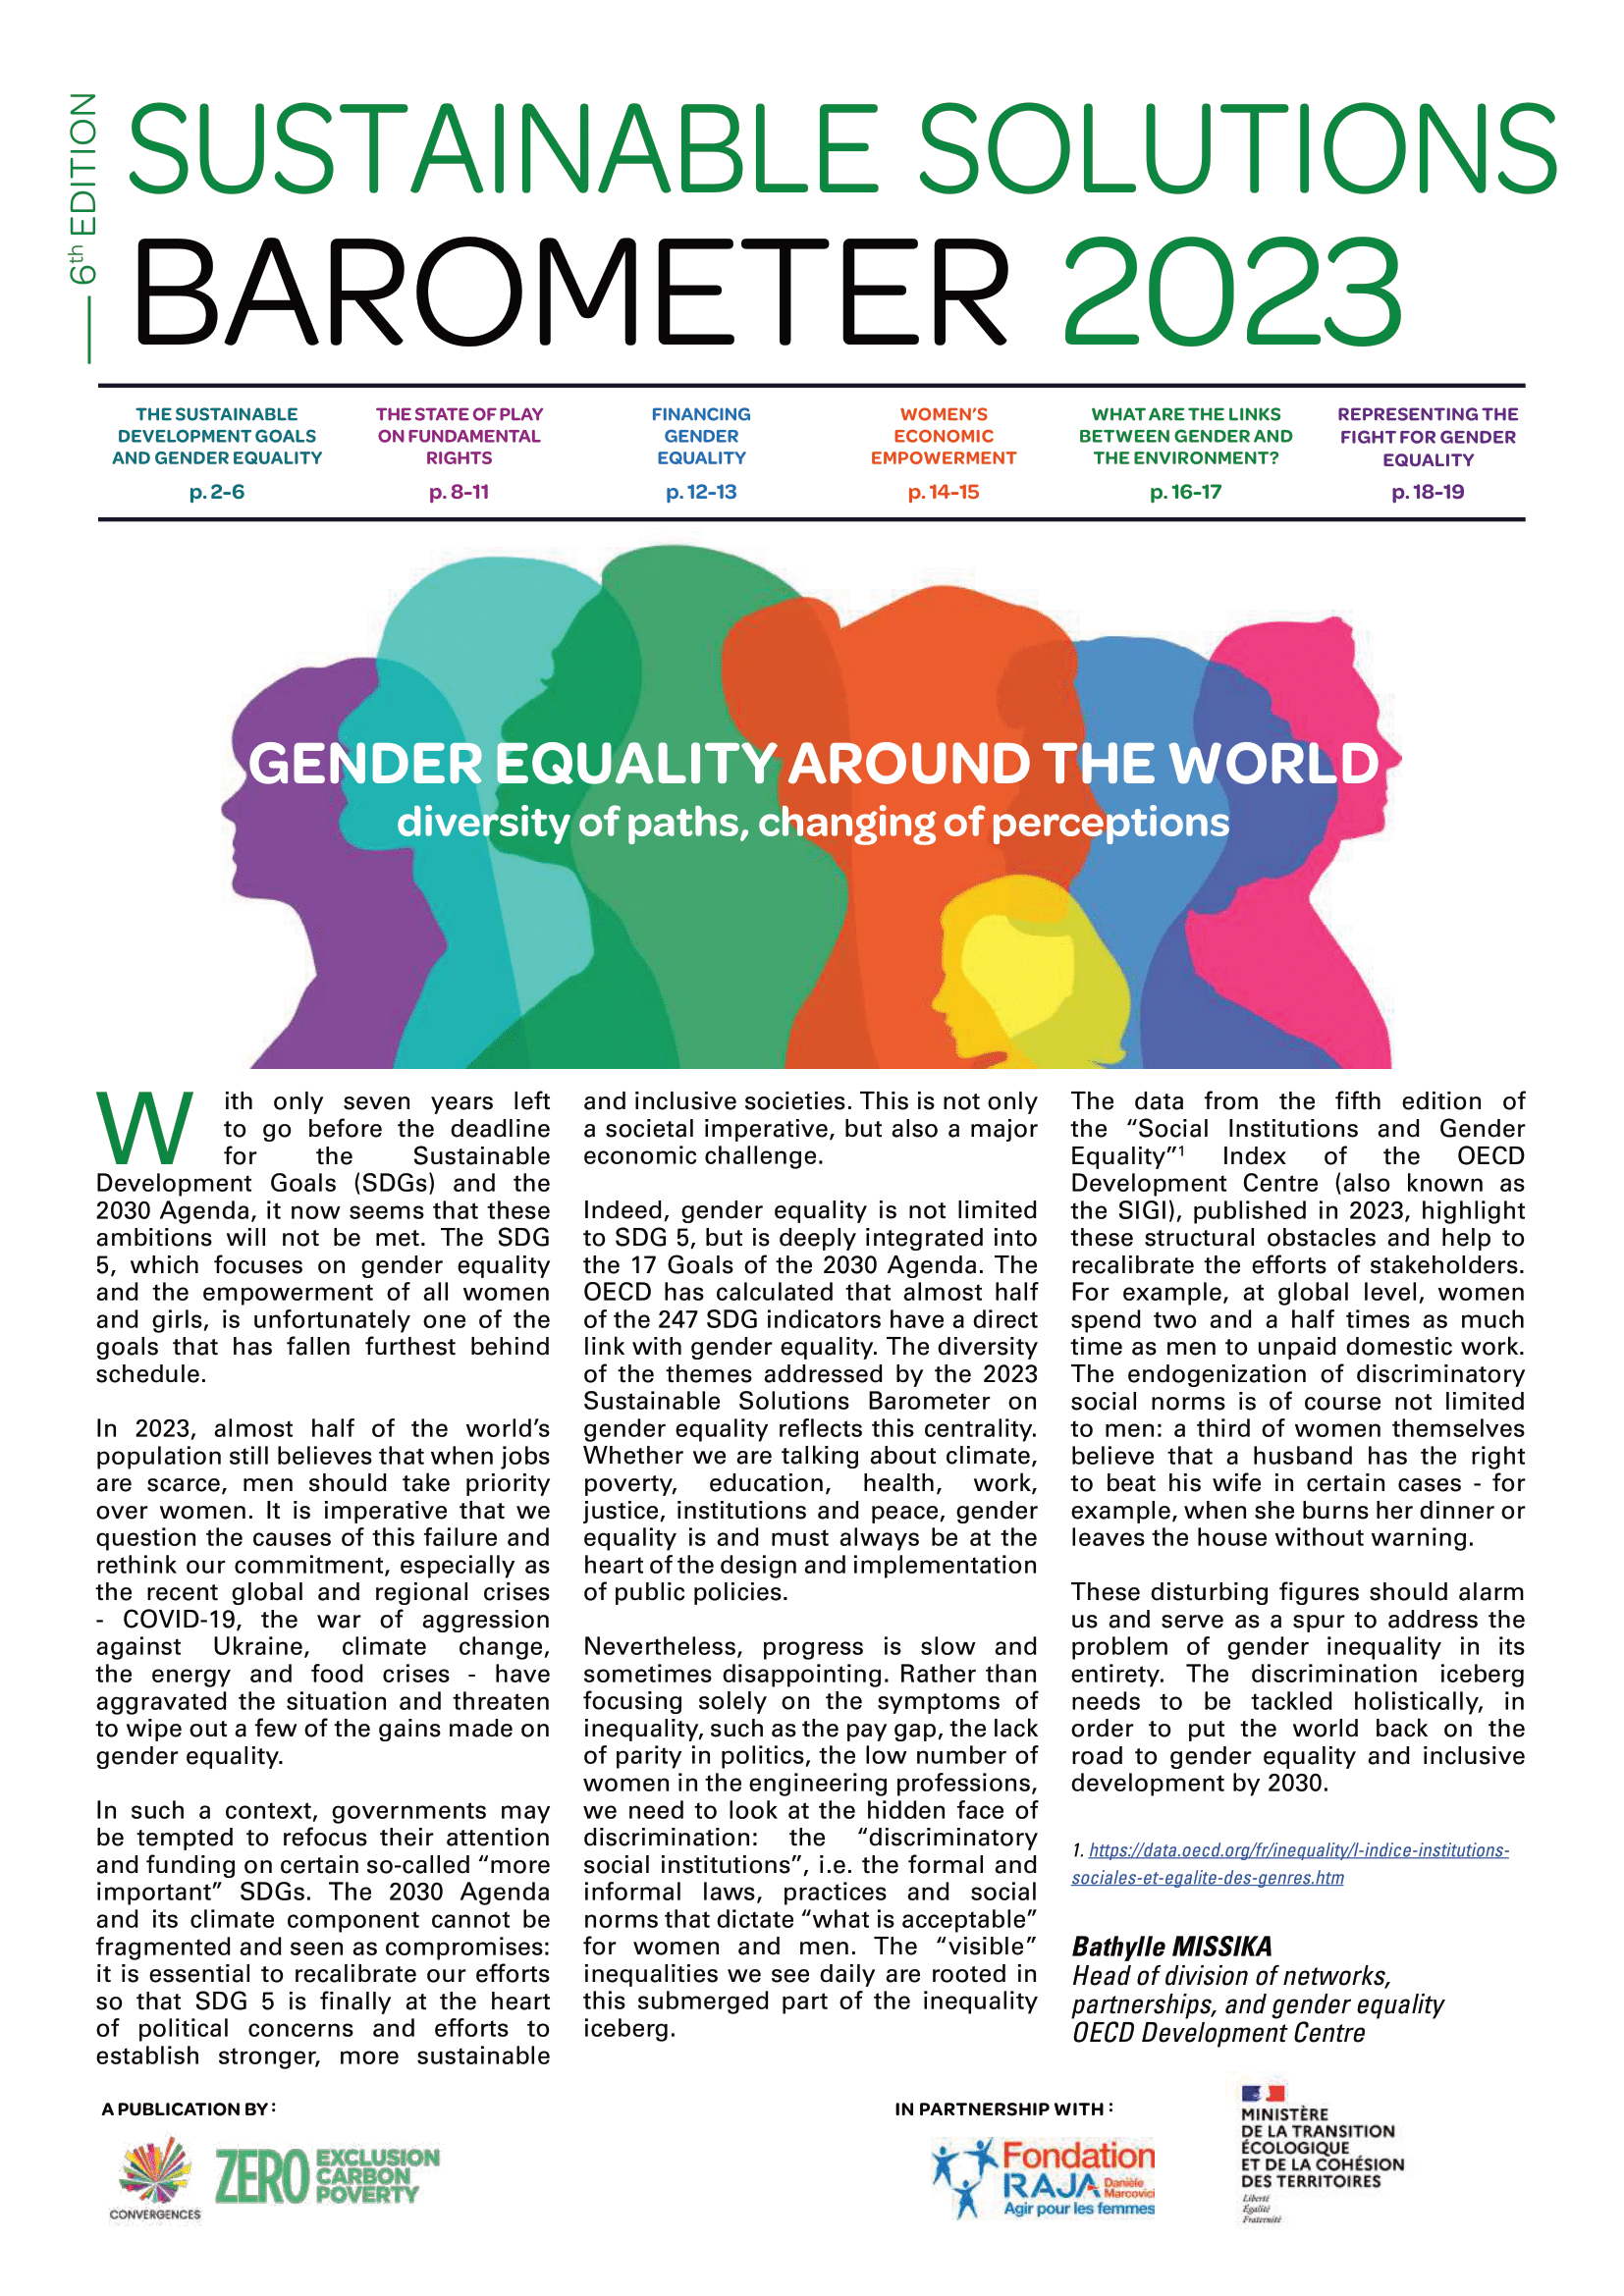 6th EDITION
SUSTAINABLE SOLUTIONS
BAROMETER 2023
THE SUSTAINABLE
DEVELOPMENT GOALS
AND GENDER EQUALITY
p. 2-6
THE STATE OF PLAY
ON FUNDAMENTAL
RIGHTS
p. 8-11
FINANCING
GENDER
EQUALITY
p. 12-13
WOMEN'S
ECONOMIC
EMPOWERMENT
p. 14-15
WHAT ARE THE LINKS
BETWEEN GENDER AND
THE ENVIRONMENT?
p. 16-17
REPRESENTING THE
FIGHT FOR GENDER
EQUALITY
p. 18-19
GENDER EQUALITY AROUND THE WORLD
diversity of paths, changing of perceptions
With only seven years left
to go before the deadline
for the Sustainable
Development Goals (SDGs) and the
2030 Agenda, it now seems that these
ambitions will not be met. The SDG
5, which focuses on gender equality
and the empowerment of all women
and girls, is unfortunately one of the
goals that has fallen furthest behind
schedule.
In 2023, almost half of the world's
population still believes that when jobs
are scarce, men should take priority
over women. It is imperative that we
question the causes of this failure and
rethink our commitment, especially as
the recent global and regional crises
- COVID-19, the war of aggression
against Ukraine, climate change,
the energy and food crises - have
aggravated the situation and threaten
to wipe out a few of the gains made on
gender equality.
In such a context, governments may
be tempted to refocus their attention
and funding on certain so-called "more
important" SDGs. The 2030 Agenda
and its climate component cannot be
fragmented and seen as compromises:
it is essential to recalibrate our efforts
so that SDG 5 is finally at the heart
of political concerns and efforts to
establish stronger, more sustainable
and inclusive societies. This is not only
a societal imperative, but also a major
economic challenge.
Indeed, gender equality is not limited
to SDG 5, but is deeply integrated into
the 17 Goals of the 2030 Agenda. The
OECD has calculated that almost half
of the 247 SDG indicators have a direct
link with gender equality. The diversity
of the themes addressed by the 2023
Sustainable Solutions Barometer on
gender equality reflects this centrality.
Whether we are talking about climate,
poverty, education, health, work,
justice, institutions and peace, gender
equality is and must always be at the
heart of the design and implementation
of public policies.
Nevertheless, progress is slow and
sometimes disappointing. Rather than
focusing solely on the symptoms of
inequality, such as the pay gap, the lack
of parity in politics, the low number of
women in the engineering professions,
we need to look at the hidden face of
discrimination: the "discriminatory
social institutions", i.e. the formal and
informal laws, practices and social
norms that dictate "what is acceptable"
for women and men. The "visible"
inequalities we see daily are rooted in
this submerged part of the inequality
iceberg.
The data from the fifth edition of
the "Social Institutions and Gender
Equality"1 Index of the OECD
Development Centre (also known as
the SIGI), published in 2023, highlight
these structural obstacles and help to
recalibrate the efforts of stakeholders.
For example, at global level, women
spend two and a half times as much
time as men to unpaid domestic work.
The endogenization of discriminatory
social norms is of course not limited
to men: a third of women themselves
believe that a husband has the right
to beat his wife in certain cases - for
example, when she burns her dinner or
leaves the house without warning.
These disturbing figures should alarm
us and serve as a spur to address the
problem of gender inequality in its
entirety. The discrimination iceberg
needs to be tackled holistically, in
order to put the world back on the
road to gender equality and inclusive
development by 2030.
1. https://data.oecd.org/fr/inequality/l-indice-institutions-
sociales-et-egalite-des-genres.htm
Bathylle MISSIKA
Head of division of networks,
partnerships, and gender equality
OECD Development Centre
A PUBLICATION BY :
CONVERGENCES
ZERO EXCLUSION
CARBON
POVERTY
IN PARTNERSHIP WITH :
Fondation
RAJA Danièle
Marcovici
Agir pour les femmes
MINISTÈRE
DE LA TRANSITION
ÉCOLOGIQUE
ET DE LA COHÉSION
DES TERRITOIRES
Liberté
Égalité
Fraternité